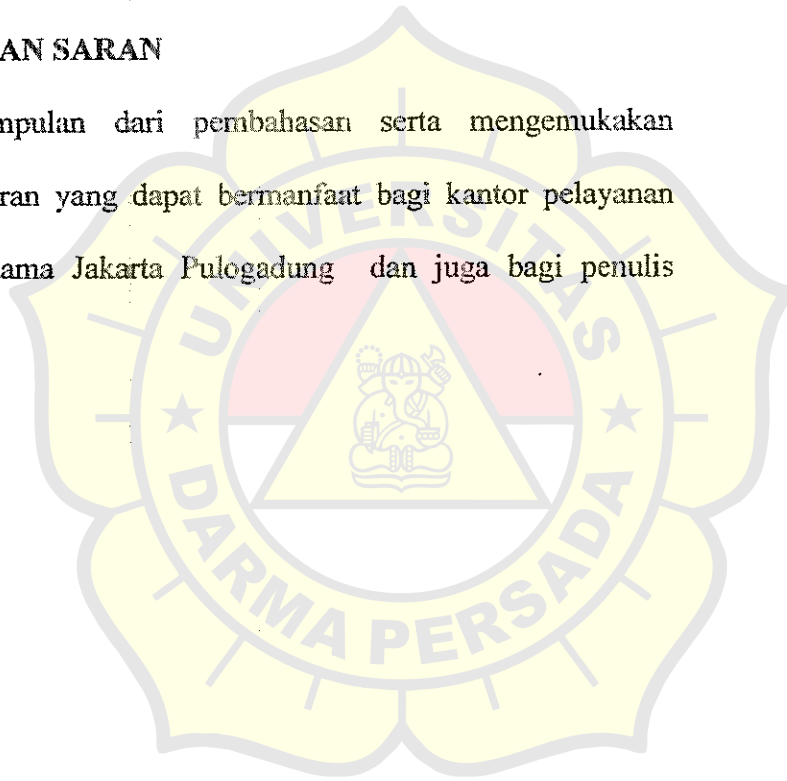 AN SARAN
mpulan dari pembahasan serta mengemukakan
ran yang dapat bermanfaat bagi kantor pelayanan
ama Jakarta Pulogadung dan juga bagi penulis
UNIVERSITAS
DARMA PERSADA